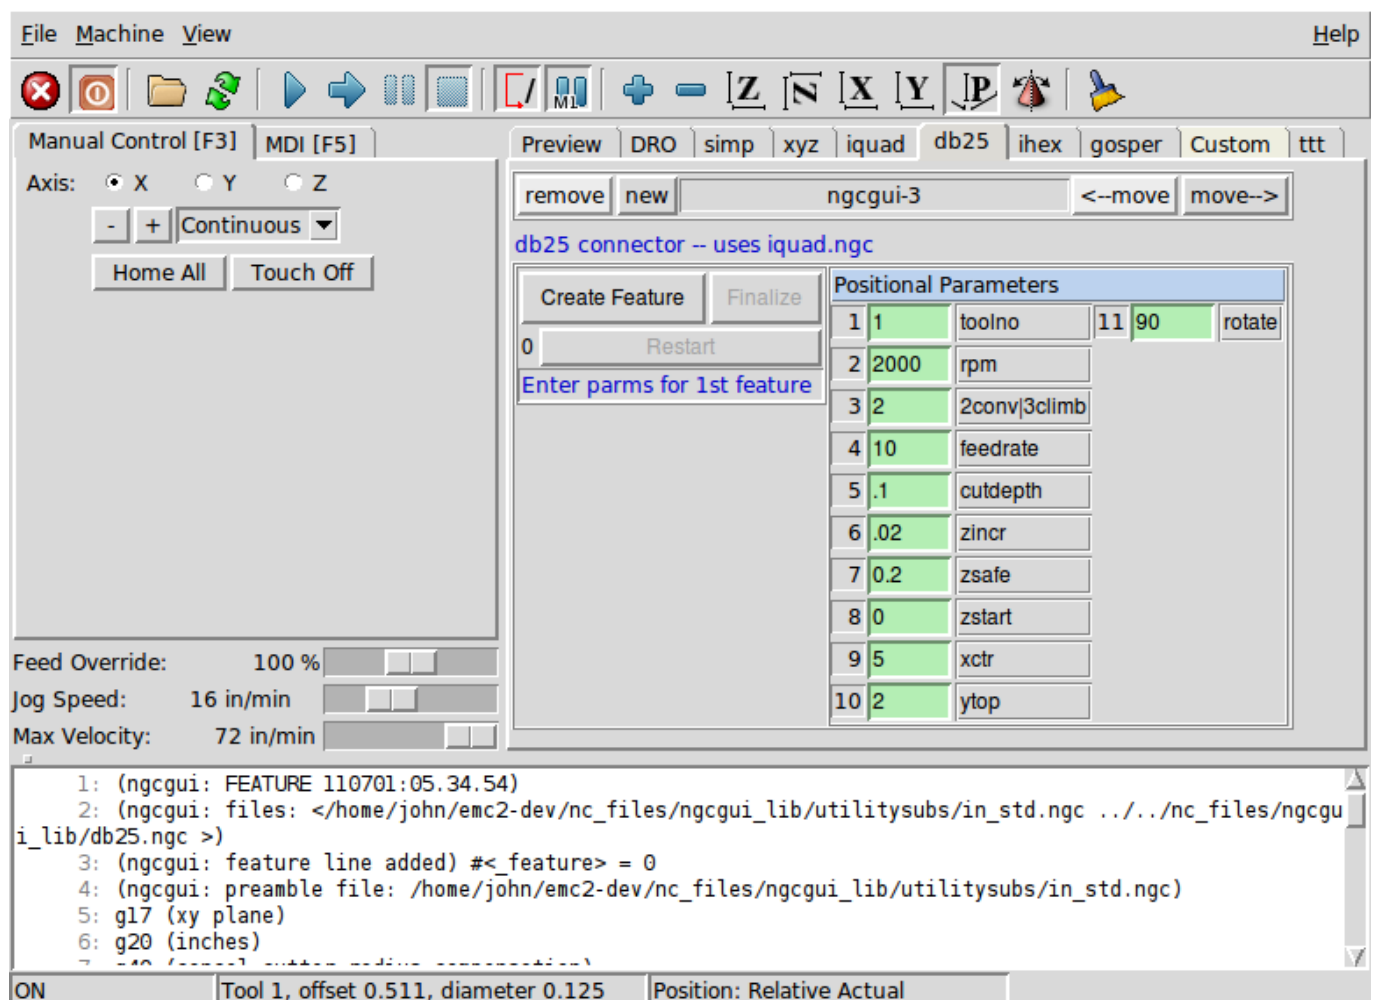 File Machine View Help
Z N X Y P
M1
Manual Control [F3] MDI [F5]
Preview DRO simp xyz iquad db25 ihex gosper Custom ttt
Axis: X Y Z
- + Continuous
Home All Touch Off
remove new ngcgui-3 <--move move-->
db25 connector -- uses iquad.ngc
Create Feature Finalize
0 Restart
Enter parms for 1st feature
Positional Parameters
1 1 toolno 11 90 rotate
2 2000 rpm
3 2 2conv|3climb
4 10 feedrate
5 .1 cutdepth
6 .02 zincr
7 0.2 zsafe
8 0 zstart
9 5 xctr
10 2 ytop
Feed Override: 100 %
Jog Speed: 16 in/min
Max Velocity: 72 in/min
1: (ngcgui: FEATURE 110701:05.34.54)
2: (ngcgui: files: </home/john/emc2-dev/nc_files/ngcgui_lib/utilitysubs/in_std.ngc ../../nc_files/ngcgu
i_lib/db25.ngc >)
3: (ngcgui: feature line added) #<_feature> = 0
4: (ngcgui: preamble file: /home/john/emc2-dev/nc_files/ngcgui_lib/utilitysubs/in_std.ngc)
5: g17 (xy plane)
6: g20 (inches)
ON Tool 1, offset 0.511, diameter 0.125 Position: Relative Actual